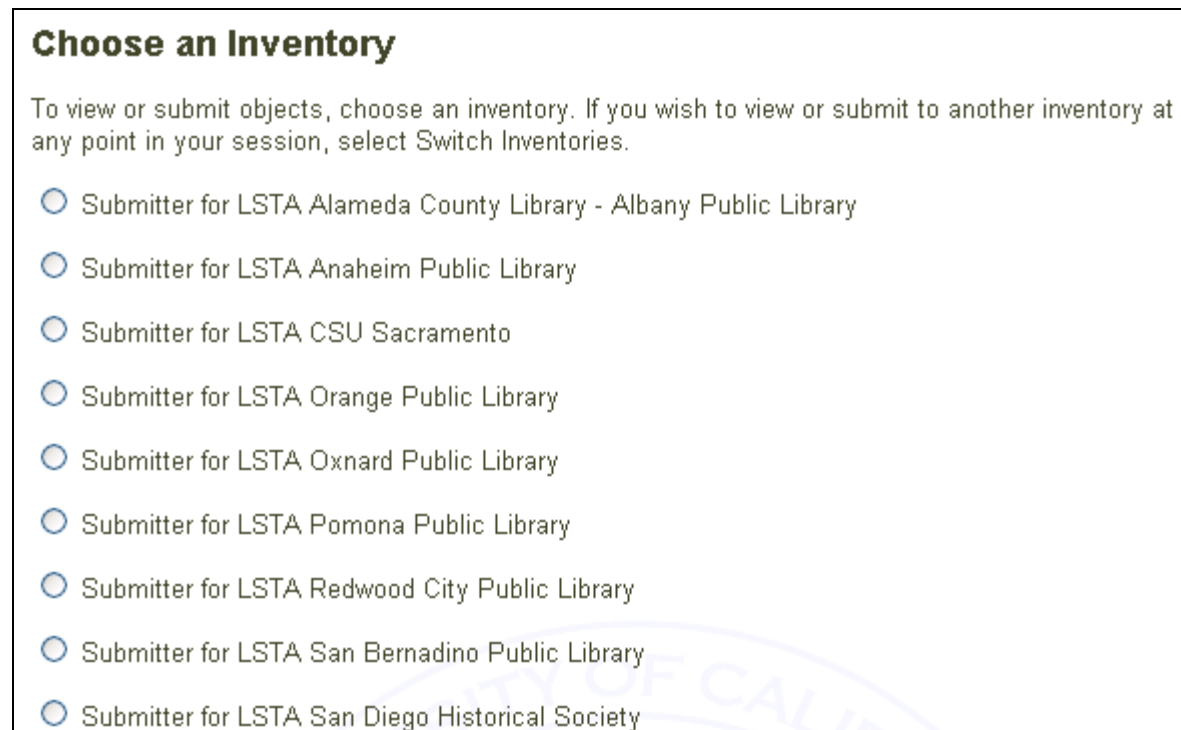 Choose an Inventory
To view or submit objects, choose an inventory. If you wish to view or submit to another inventory at
any point in your session, select Switch Inventories.
Submitter for LSTA Alameda County Library - Albany Public Library
Submitter for LSTA Anaheim Public Library
Submitter for LSTA CSU Sacramento
Submitter for LSTA Orange Public Library
Submitter for LSTA Oxnard Public Library
Submitter for LSTA Pomona Public Library
Submitter for LSTA Redwood City Public Library
Submitter for LSTA San Bernadino Public Library
Submitter for LSTA San Diego Historical Society
OF